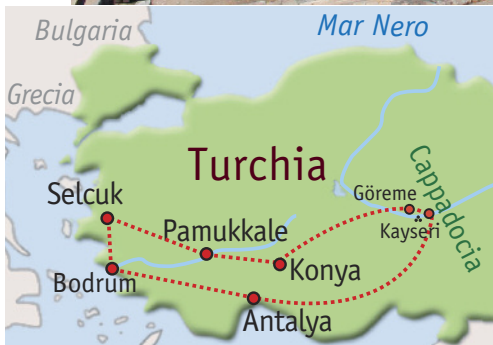 Bulgaria
Mar Nero
Grecia
Turchia
Cappadocia
Selcuk
Göreme
Kayseri
Pamukkale
Konya
Bodrum
Antalya